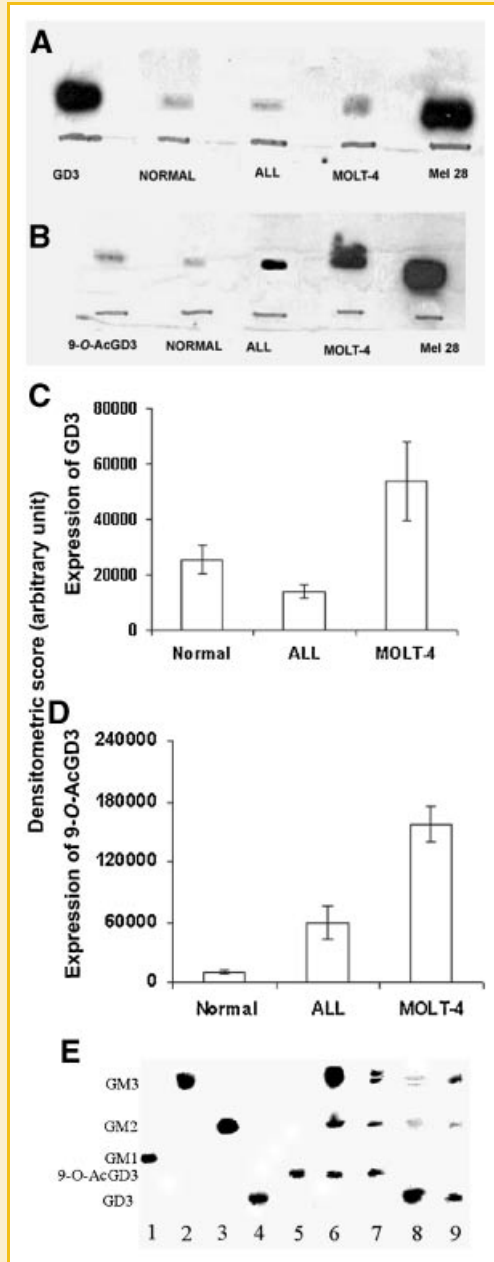 A
GD3 NORMAL ALL MOLT-4 Mel 28
B
9-O-AcGD3 NORMAL ALL MOLT-4 Mel 28
C
Densitometric score (arbitrary unit)
Expression of GD3
80000
60000
40000
20000
0
Normal ALL MOLT-4
D
Expression of 9-O-AcGD3
240000
180000
120000
60000
0
Normal ALL MOLT-4
E
GM3
GM2
GM1
9-O-AcGD3
GD3
1 2 3 4 5 6 7 8 9